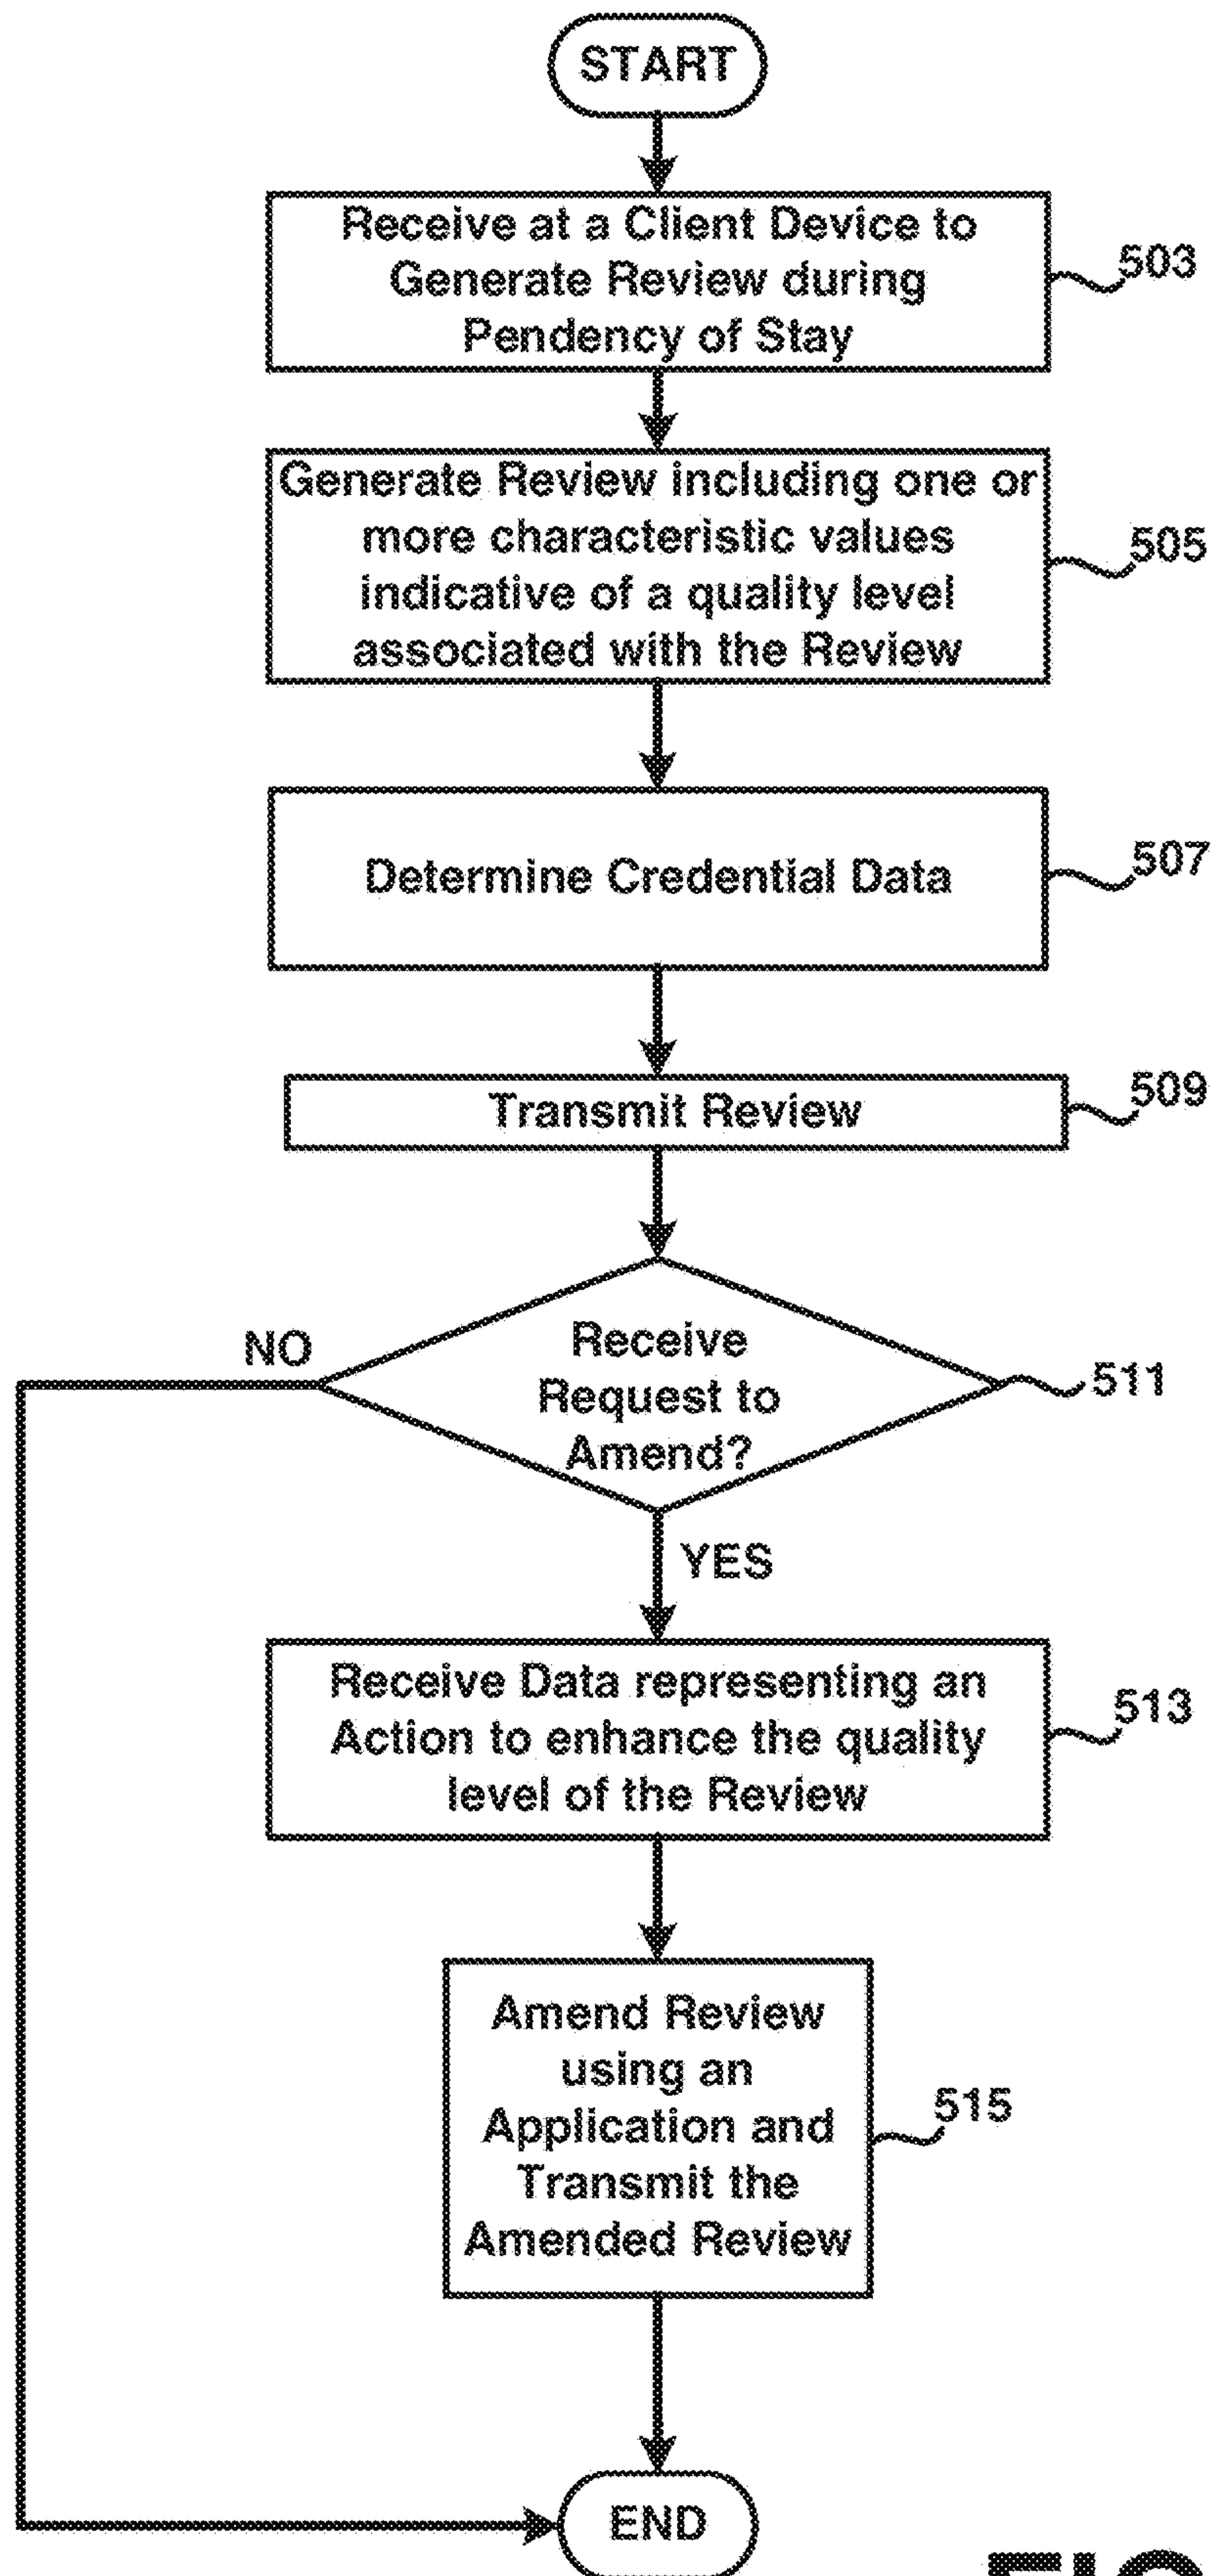 START
Receive at a Client Device to
Generate Review during
Pendency of Stay
503
Generate Review including one or
more characteristic values
indicative of a quality level
associated with the Review
505
Determine Credential Data
507
Transmit Review
509
NO
Receive
Request to
Amend?
511
YES
Receive Data representing an
Action to enhance the quality
level of the Review
513
Amend Review
using an
Application and
Transmit the
Amended Review
515
END